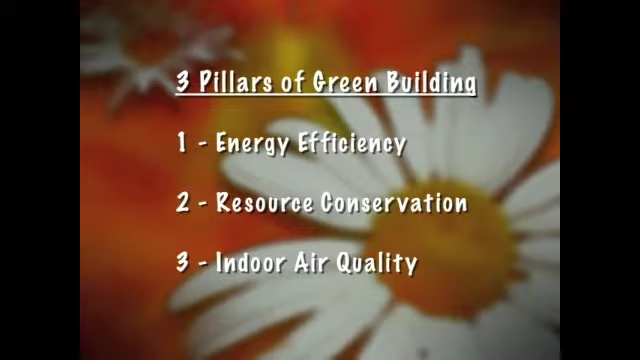 3 Pillars of Green Building
1 - Energy Efficiency
2 - Resource Conservation
3 - Indoor Air Quality